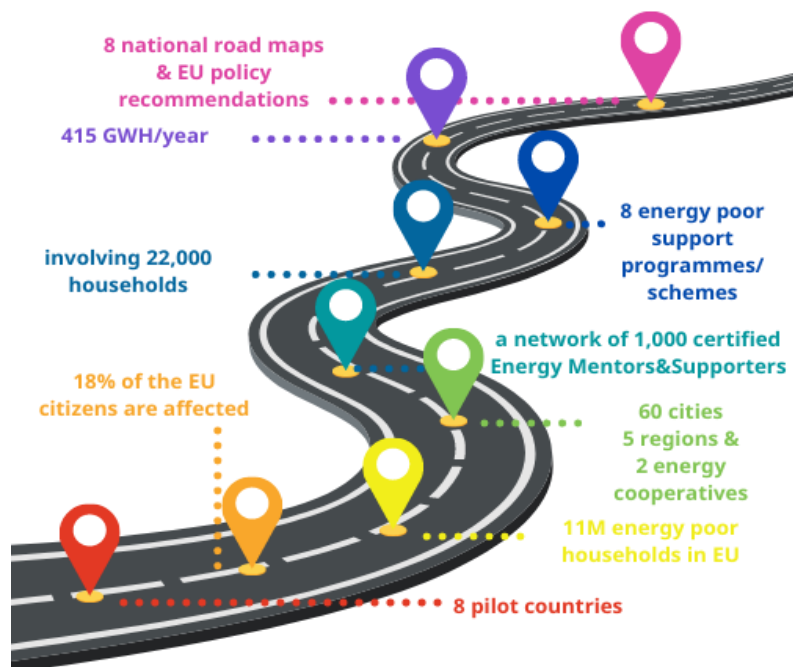 8 national road maps
& EU policy
recommendations
415 GWH/year
8 energy poor
support
programmes/
schemes
involving 22,000
households
a network of 1,000 certified
Energy Mentors&Supporters
18% of the EU
citizens are affected
60 cities
5 regions &
2 energy
cooperatives
11M energy poor
households in EU
8 pilot countries